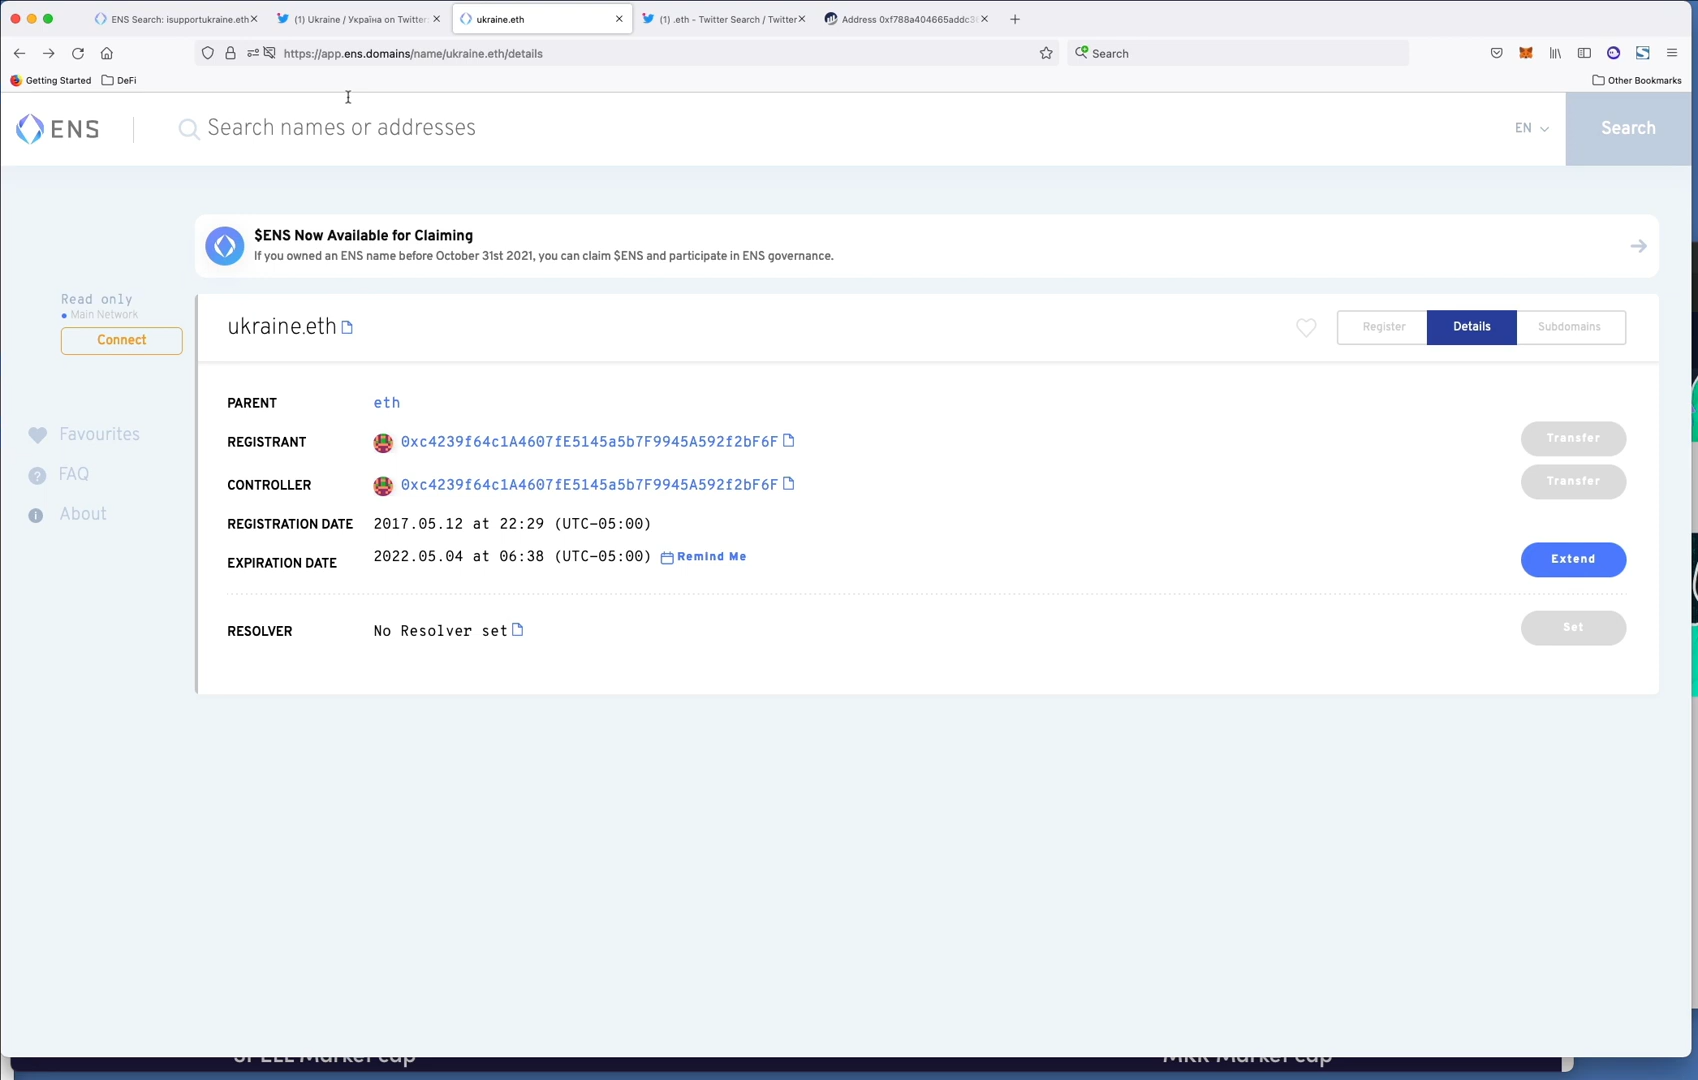 ENS Search: isupportukraine.eth
(1) Ukraine / Україна on Twitter:
ukraine.eth
(1) .eth - Twitter Search / Twitter
Address 0xf788a404665addc3
https://app.ens.domains/name/ukraine.eth/details
Search
Getting Started
DeFi
Other Bookmarks
ENS
Search names or addresses
EN
Search
$ENS Now Available for Claiming
If you owned an ENS name before October 31st 2021, you can claim $ENS and participate in ENS governance.
Read only
Main Network
Connect
ukraine.eth
Register
Details
Subdomains
PARENT
eth
REGISTRANT
0xc4239f64c1A4607fE5145a5b7F9945A592f2bF6F
Transfer
CONTROLLER
0xc4239f64c1A4607fE5145a5b7F9945A592f2bF6F
Transfer
REGISTRATION DATE
2017.05.12 at 22:29 (UTC-05:00)
EXPIRATION DATE
2022.05.04 at 06:38 (UTC-05:00)
Remind Me
Extend
RESOLVER
No Resolver set
Set
Favourites
FAQ
About
SPELL Market cap
MKR Market cap